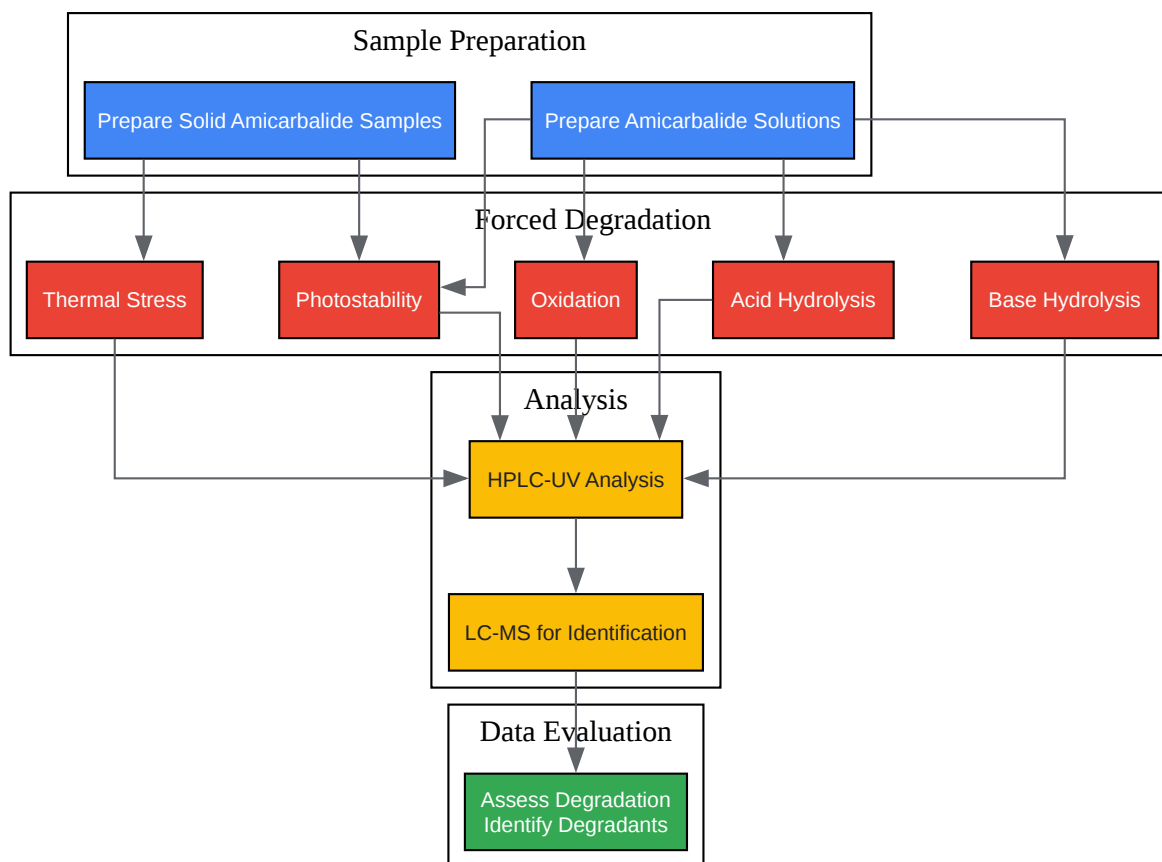 Sample Preparation
Prepare Solid Amicarbalide Samples
Prepare Amicarbalide Solutions
Forced Degradation
Thermal Stress
Photostability
Oxidation
Acid Hydrolysis
Base Hydrolysis
Analysis
HPLC-UV Analysis
LC-MS for Identification
Data Evaluation
Assess Degradation
Identify Degradants